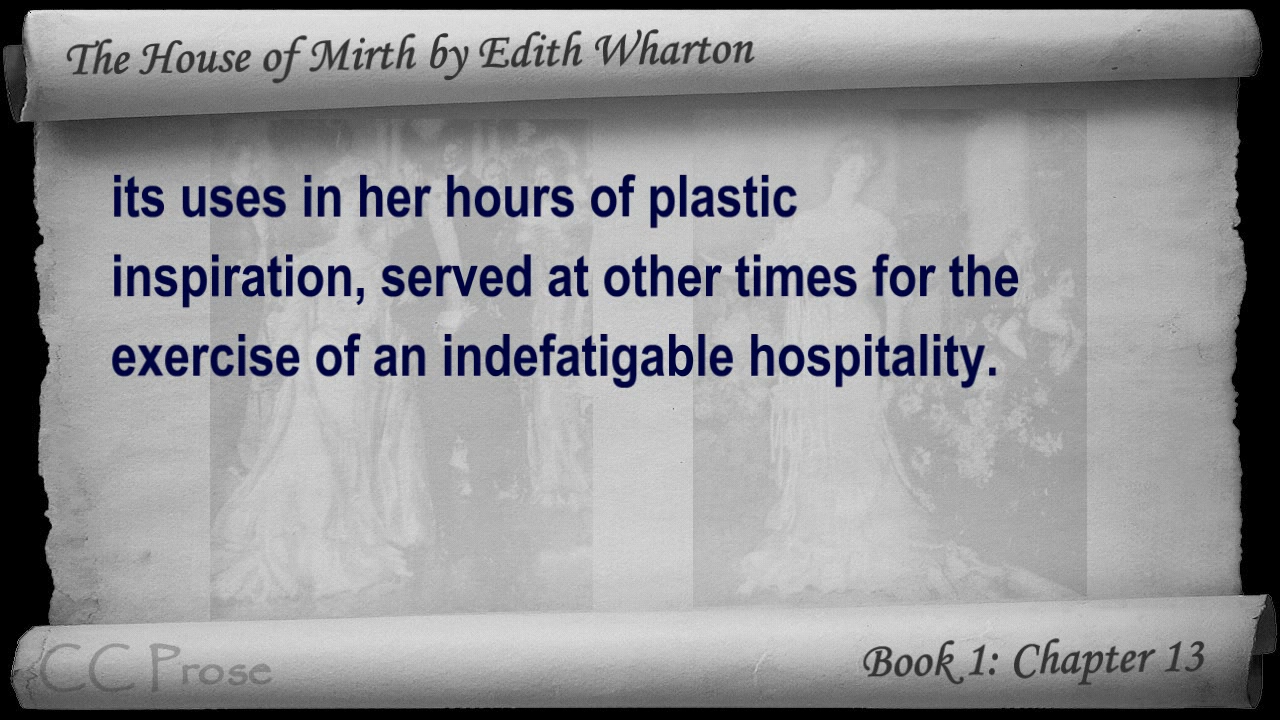 The House of Mirth by Edith Wharton
its uses in her hours of plastic
inspiration, served at other times for the
exercise of an indefatigable hospitality.
CC Prose
Book 1: Chapter 13